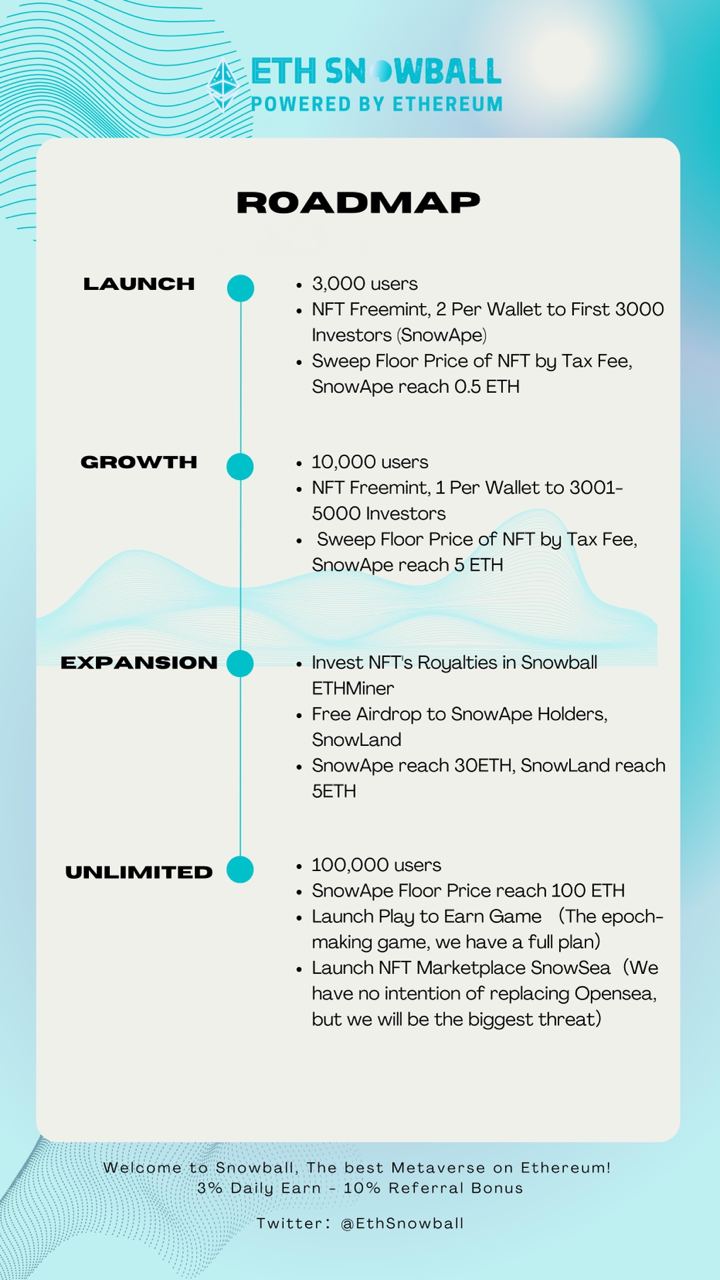 ETH SNOWBALL
POWERED BY ETHEREUM
ROADMAP
LAUNCH
• 3,000 users
• NFT Freemint, 2 Per Wallet to First 3000
Investors (SnowApe)
• Sweep Floor Price of NFT by Tax Fee,
SnowApe reach 0.5 ETH
GROWTH
• 10,000 users
• NFT Freemint, 1 Per Wallet to 3001-
5000 Investors
• Sweep Floor Price of NFT by Tax Fee,
SnowApe reach 5 ETH
EXPANSION
• Invest NFT's Royalties in Snowball
ETHMiner
• Free Airdrop to SnowApe Holders,
SnowLand
• SnowApe reach 30ETH, SnowLand reach
5ETH
UNLIMITED
• 100,000 users
• SnowApe Floor Price reach 100 ETH
• Launch Play to Earn Game （The epoch-
making game, we have a full plan）
• Launch NFT Marketplace SnowSea（We
have no intention of replacing Opensea,
but we will be the biggest threat）
Welcome to Snowball, The best Metaverse on Ethereum!
3% Daily Earn - 10% Referral Bonus
Twitter：@EthSnowball